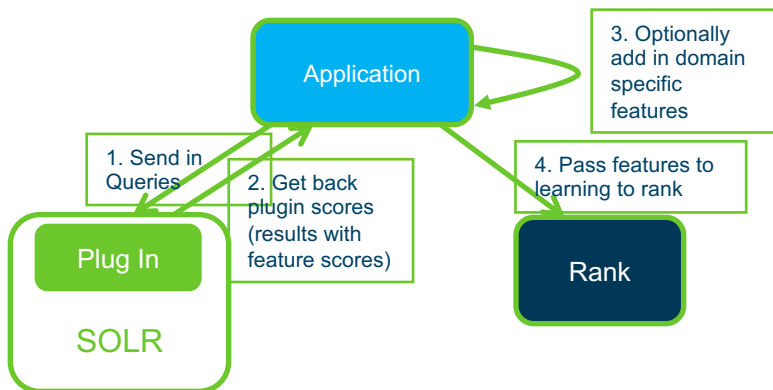 Application
3. Optionally
add in domain
specific
features
1. Send in
Queries
2. Get back
plugin scores
(results with
feature scores)
4. Pass features to
learning to rank
Plug In
SOLR
Rank